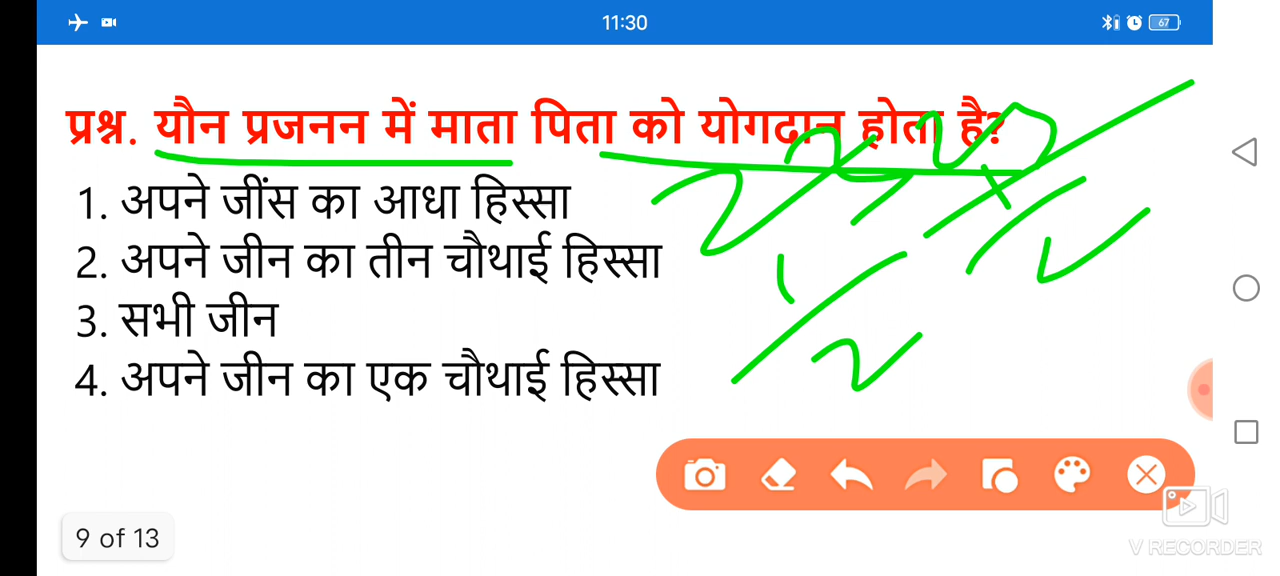 11:30
67
प्रश्न. यौन प्रजनन में माता पिता को योगदान होता है?
1. अपने जींस का आधा हिस्सा
2. अपने जीन का तीन चौथाई हिस्सा
3. सभी जीन
4. अपने जीन का एक चौथाई हिस्सा
9 of 13
V RECORDER